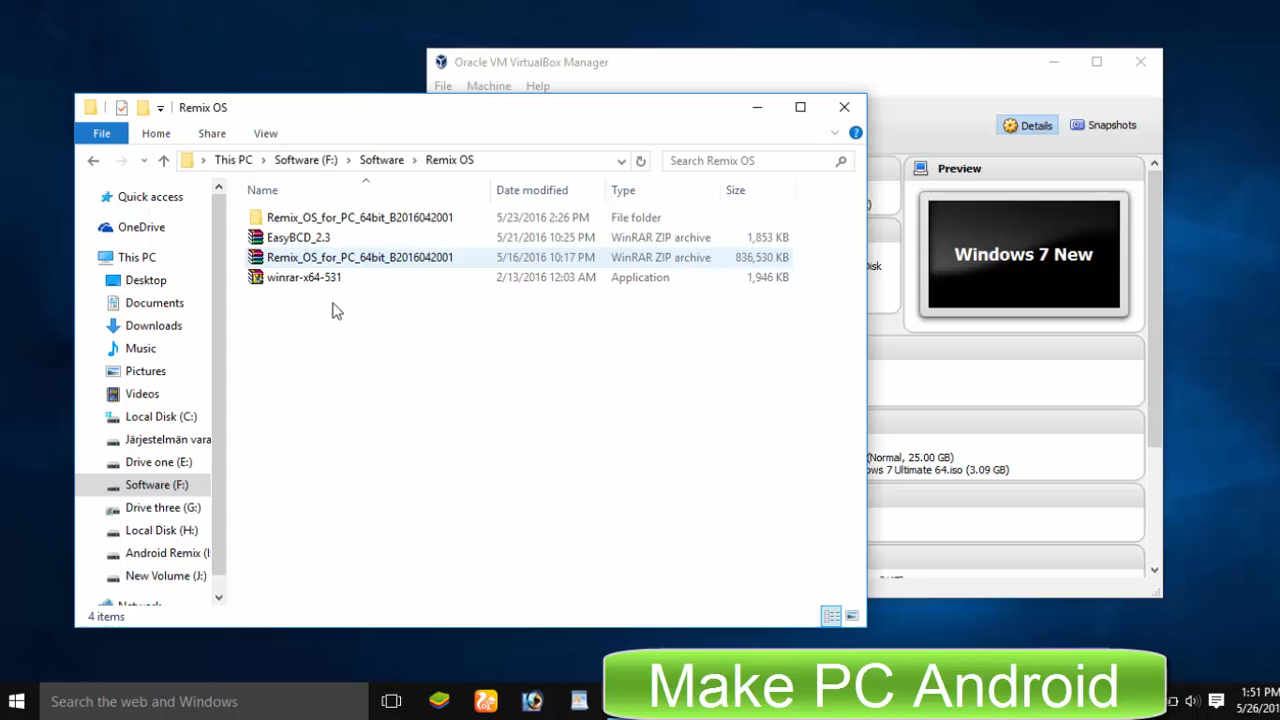 Oracle VM VirtualBox Manager
File Machine Help
Details Snapshots
Preview
Windows 7 New
Remix OS
File Home Share View
This PC Software (F:) Software Remix OS
Search Remix OS
Name Date modified Type Size
Remix_OS_for_PC_64bit_B2016042001 5/23/2016 2:26 PM File folder
EasyBCD_2.3 5/21/2016 10:25 PM WinRAR ZIP archive 1,853 KB
Remix_OS_for_PC_64bit_B2016042001 5/16/2016 10:17 PM WinRAR ZIP archive 836,530 KB
winrar-x64-531 2/13/2016 12:03 AM Application 1,946 KB
Quick access
OneDrive
This PC
Desktop
Documents
Downloads
Music
Pictures
Videos
Local Disk (C:)
Järjestelmän vara
Drive one (E:)
Software (F:)
Drive three (G:)
Local Disk (H:)
Android Remix (I:
New Volume (J:)
Network
4 items
Disk
(Normal, 25.00 GB)
ws 7 Ultimate 64.iso (3.09 GB)
Search the web and Windows
Make PC Android
1:51 PM
5/26/201